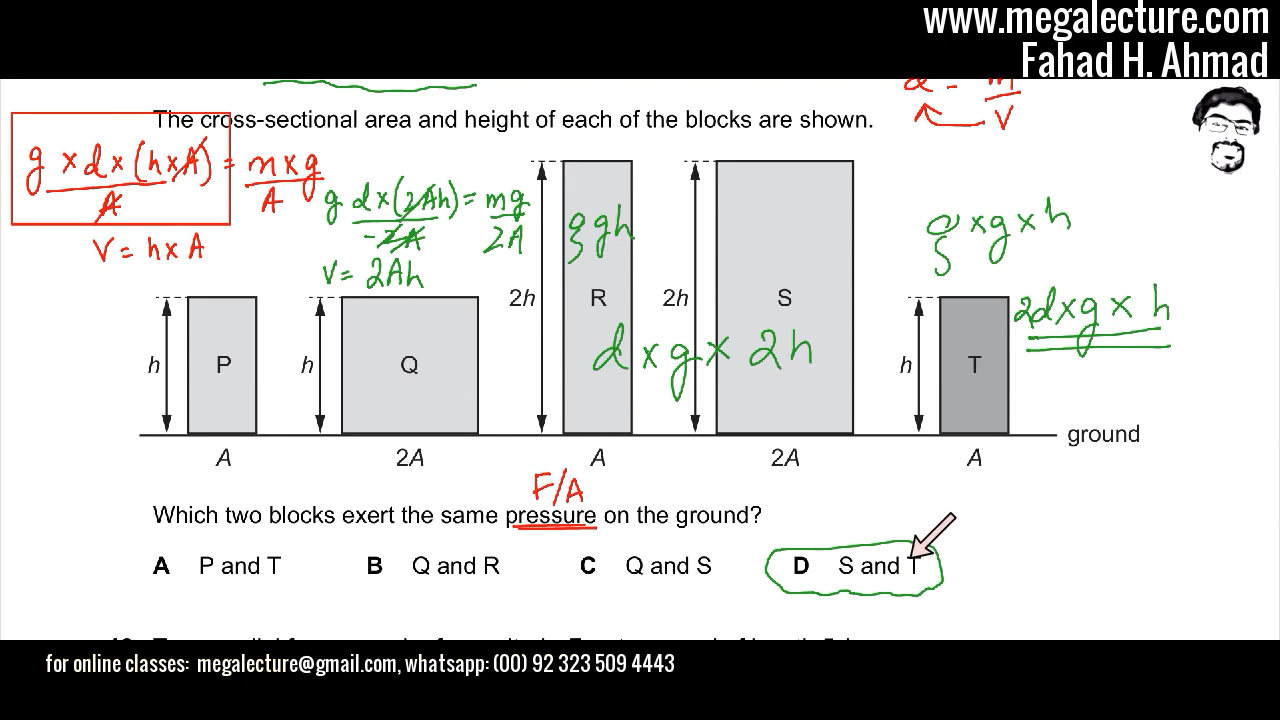 www.megalecture.com
Fahad H. Ahmad
The cross-sectional area and height of each of the blocks are shown.
m
V
g × d × (h × A) = m × g
A A
V = h × A
g d × (2Ah) = mg
2A 2A
V = 2Ah
ρgh
ρ × g × h
2d × g × h
d × g × 2h
h P
h Q
2h R
2h S
h T
ground
A 2A A 2A A
F/A
Which two blocks exert the same pressure on the ground?
A P and T B Q and R C Q and S D S and T
for online classes: megalecture@gmail.com, whatsapp: (00) 92 323 509 4443